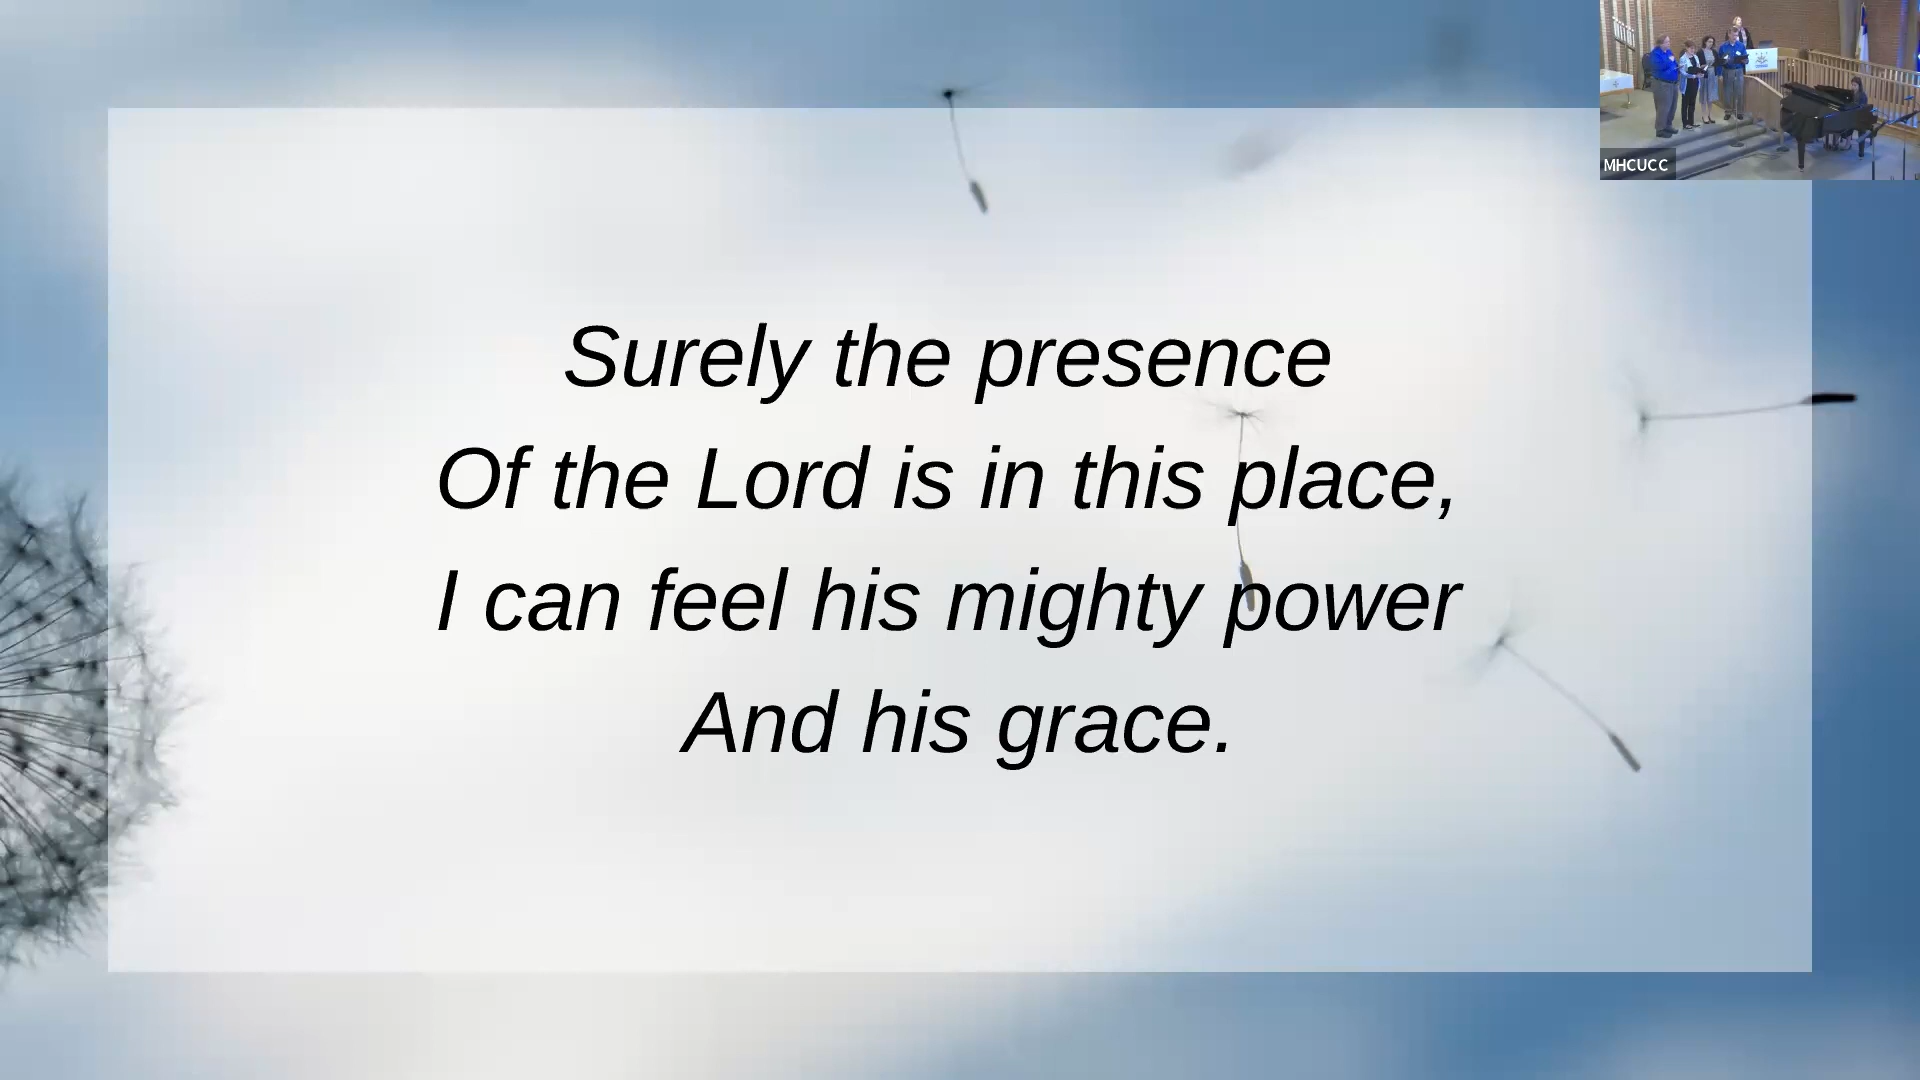 MHCUCC
Surely the presence
Of the Lord is in this place,
I can feel his mighty power
And his grace.